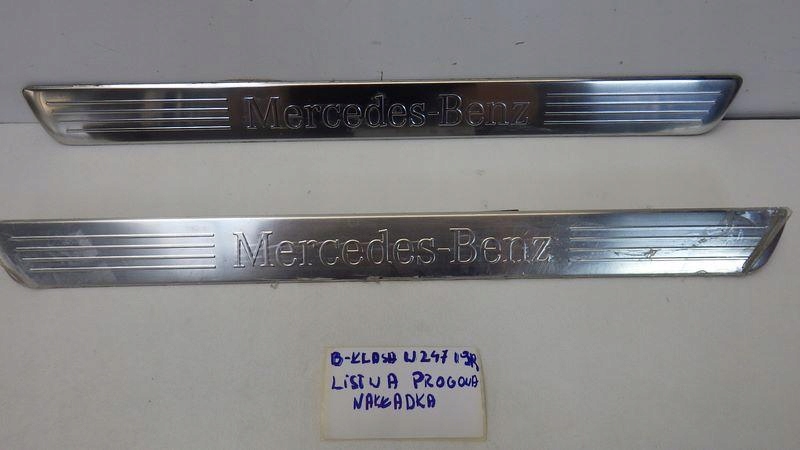 Mercedes-Benz
Mercedes-Benz
B-KLASA W247 19R
LISTWA PROGOWA
NAKŁADKA